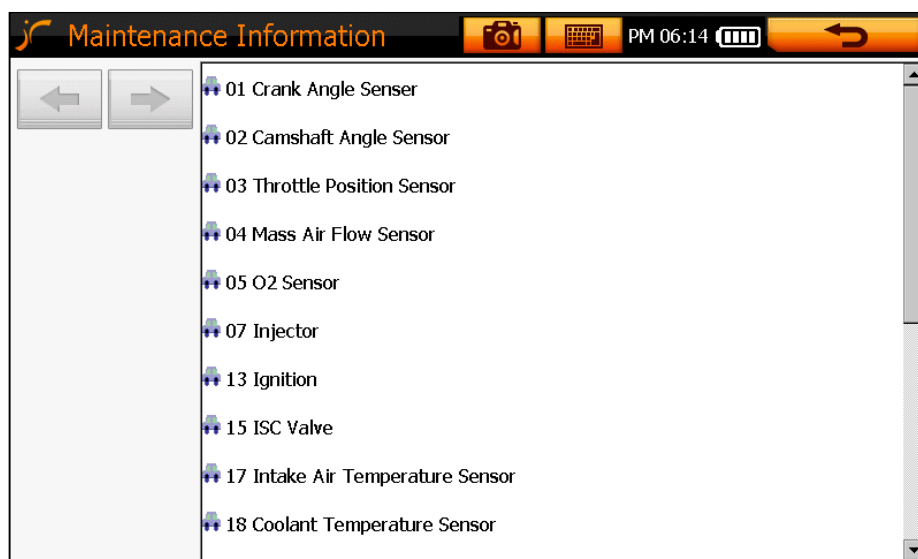 Maintenance Information
PM 06:14
01 Crank Angle Senser
02 Camshaft Angle Sensor
03 Throttle Position Sensor
04 Mass Air Flow Sensor
05 O2 Sensor
07 Injector
13 Ignition
15 ISC Valve
17 Intake Air Temperature Sensor
18 Coolant Temperature Sensor